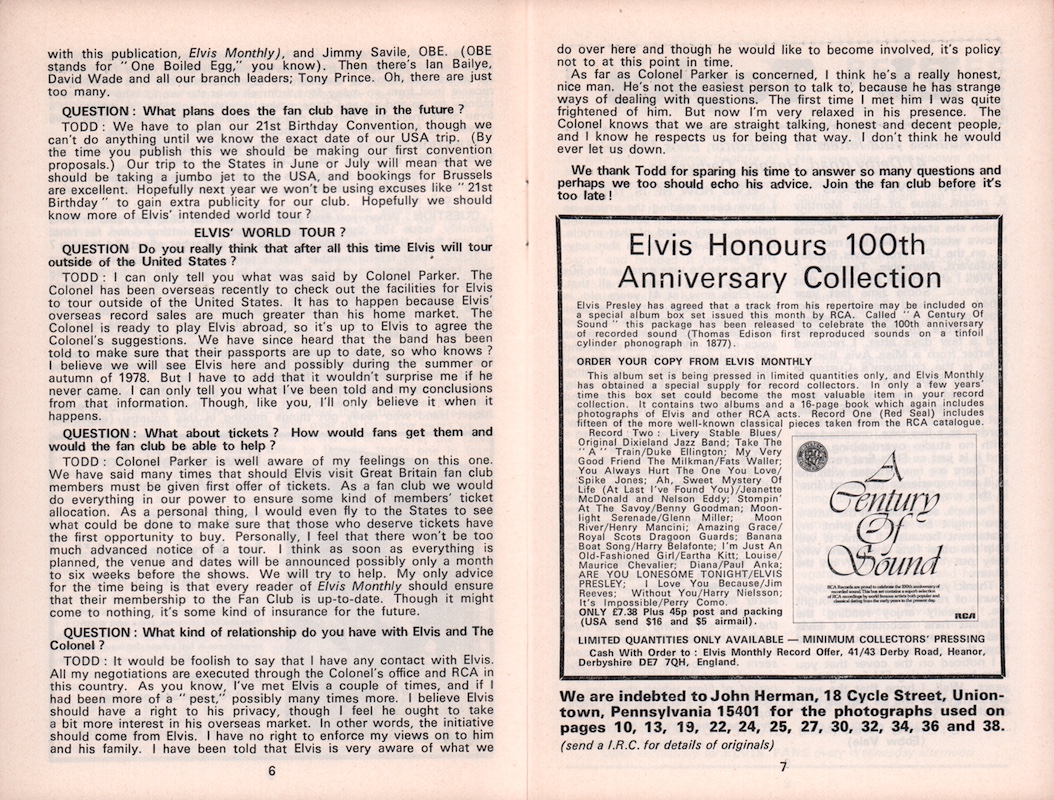 with this publication, Elvis Monthly), and Jimmy Savile, OBE. (OBE
stands for "One Boiled Egg," you know). Then there's Ian Bailye,
David Wade and all our branch leaders; Tony Prince. Oh, there are just
too many.
QUESTION : What plans does the fan club have in the future ?
TODD : We have to plan our 21st Birthday Convention, though we
can't do anything until we know the exact date of our USA trip. (By
the time you publish this we should be making our first convention
proposals.) Our trip to the States in June or July will mean that we
should be taking a jumbo jet to the USA, and bookings for Brussels
are excellent. Hopefully next year we won't be using excuses like "21st
Birthday" to gain extra publicity for our club. Hopefully we should
know more of Elvis' intended world tour ?
ELVIS' WORLD TOUR ?
QUESTION Do you really think that after all this time Elvis will tour
outside of the United States ?
TODD : I can only tell you what was said by Colonel Parker. The
Colonel has been overseas recently to check out the facilities for Elvis
to tour outside of the United States. It has to happen because Elvis'
overseas record sales are much greater than his home market. The
Colonel is ready to play Elvis abroad, so it's up to Elvis to agree the
Colonel's suggestions. We have since heard that the band has been
told to make sure that their passports are up to date, so who knows ?
I believe we will see Elvis here and possibly during the summer or
autumn of 1978. But I have to add that it wouldn't surprise me if he
never came. I can only tell you what I've been told and my conclusions
from that information. Though, like you, I'll only believe it when it
happens.
QUESTION : What about tickets ? How would fans get them and
would the fan club be able to help ?
TODD : Colonel Parker is well aware of my feelings on this one.
We have said many times that should Elvis visit Great Britain fan club
members must be given first offer of tickets. As a fan club we would
do everything in our power to ensure some kind of members' ticket
allocation. As a personal thing, I would even fly to the States to see
what could be done to make sure that those who deserve tickets have
the first opportunity to buy. Personally, I feel that there won't be too
much advanced notice of a tour. I think as soon as everything is
planned, the venue and dates will be announced possibly only a month
to six weeks before the shows. We will try to help. My only advice
for the time being is that every reader of Elvis Monthly should ensure
that their membership to the Fan Club is up-to-date. Though it might
come to nothing, it's some kind of insurance for the future.
QUESTION : What kind of relationship do you have with Elvis and The
Colonel ?
TODD : It would be foolish to say that I have any contact with Elvis.
All my negotiations are executed through the Colonel's office and RCA in
this country. As you know, I've met Elvis a couple of times, and if I
had been more of a "pest," possibly many times more. I believe Elvis
should have a right to his privacy, though I feel he ought to take
a bit more interest in his overseas market. In other words, the initiative
should come from Elvis. I have no right to enforce my views on to him
and his family. I have been told that Elvis is very aware of what we
6
do over here and though he would like to become involved, it's policy
not to at this point in time.
As far as Colonel Parker is concerned, I think he's a really honest,
nice man. He's not the easiest person to talk to, because he has strange
ways of dealing with questions. The first time I met him I was quite
frightened of him. But now I'm very relaxed in his presence. The
Colonel knows that we are straight talking, honest and decent people,
and I know he respects us for being that way. I don't think he would
ever let us down.
We thank Todd for sparing his time to answer so many questions and
perhaps we too should echo his advice. Join the fan club before it's
too late !
Elvis Honours 100th
Anniversary Collection
Elvis Presley has agreed that a track from his repertoire may be included on
a special album box set issued this month by RCA. Called "A Century Of
Sound" this package has been released to celebrate the 100th anniversary
of recorded sound (Thomas Edison first reproduced sounds on a tinfoil
cylinder phonograph in 1877).
ORDER YOUR COPY FROM ELVIS MONTHLY
This album set is being pressed in limited quantities only, and Elvis Monthly
has obtained a special supply for record collectors. In only a few years'
time this box set could become the most valuable item in your record
collection. It contains two albums and a 16-page book which again includes
photographs of Elvis and other RCA acts. Record One (Red Seal) includes
fifteen of the more well-known classical pieces taken from the RCA catalogue.
Record Two : Livery Stable Blues/
Original Dixieland Jazz Band; Take The
"A" Train/Duke Ellington; My Very
Good Friend The Milkman/Fats Waller;
You Always Hurt The One You Love/
Spike Jones; Ah, Sweet Mystery Of
Life (At Last I've Found You)/Jeanette
McDonald and Nelson Eddy; Stompin'
At The Savoy/Benny Goodman; Moon-
light Serenade/Glenn Miller; Moon
River/Henry Mancini; Amazing Grace/
Royal Scots Dragoon Guards; Banana
Boat Song/Harry Belafonte; I'm Just An
Old-Fashioned Girl/Eartha Kitt; Louise/
Maurice Chevalier; Diana/Paul Anka;
ARE YOU LONESOME TONIGHT/ELVIS
PRESLEY; I Love You Because/Jim
Reeves; Without You/Harry Nielsson;
It's Impossible/Perry Como.
ONLY £7.38 Plus 45p post and packing
(USA send $16 and $5 airmail).
A
Century
Of
Sound
RCA Records are proud to celebrate the 100th anniversary of
recorded sound. This box set contains a superb selection
of RCA recordings by world famous artists both popular and
classical dating from the early years to the present day.
RCA
LIMITED QUANTITIES ONLY AVAILABLE — MINIMUM COLLECTORS' PRESSING
Cash With Order to : Elvis Monthly Record Offer, 41/43 Derby Road, Heanor,
Derbyshire DE7 7QH, England.
We are indebted to John Herman, 18 Cycle Street, Union-
town, Pennsylvania 15401 for the photographs used on
pages 10, 13, 19, 22, 24, 25, 27, 30, 32, 34, 36 and 38.
(send a I.R.C. for details of originals)
7